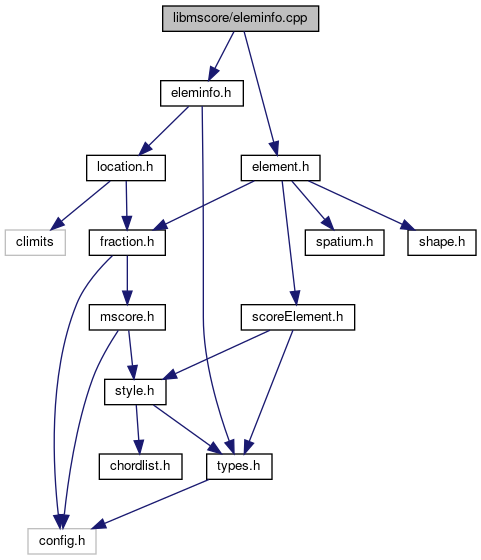 libmscore/eleminfo.cpp
eleminfo.h
location.h
element.h
climits
fraction.h
spatium.h
shape.h
mscore.h
scoreElement.h
style.h
chordlist.h
types.h
config.h